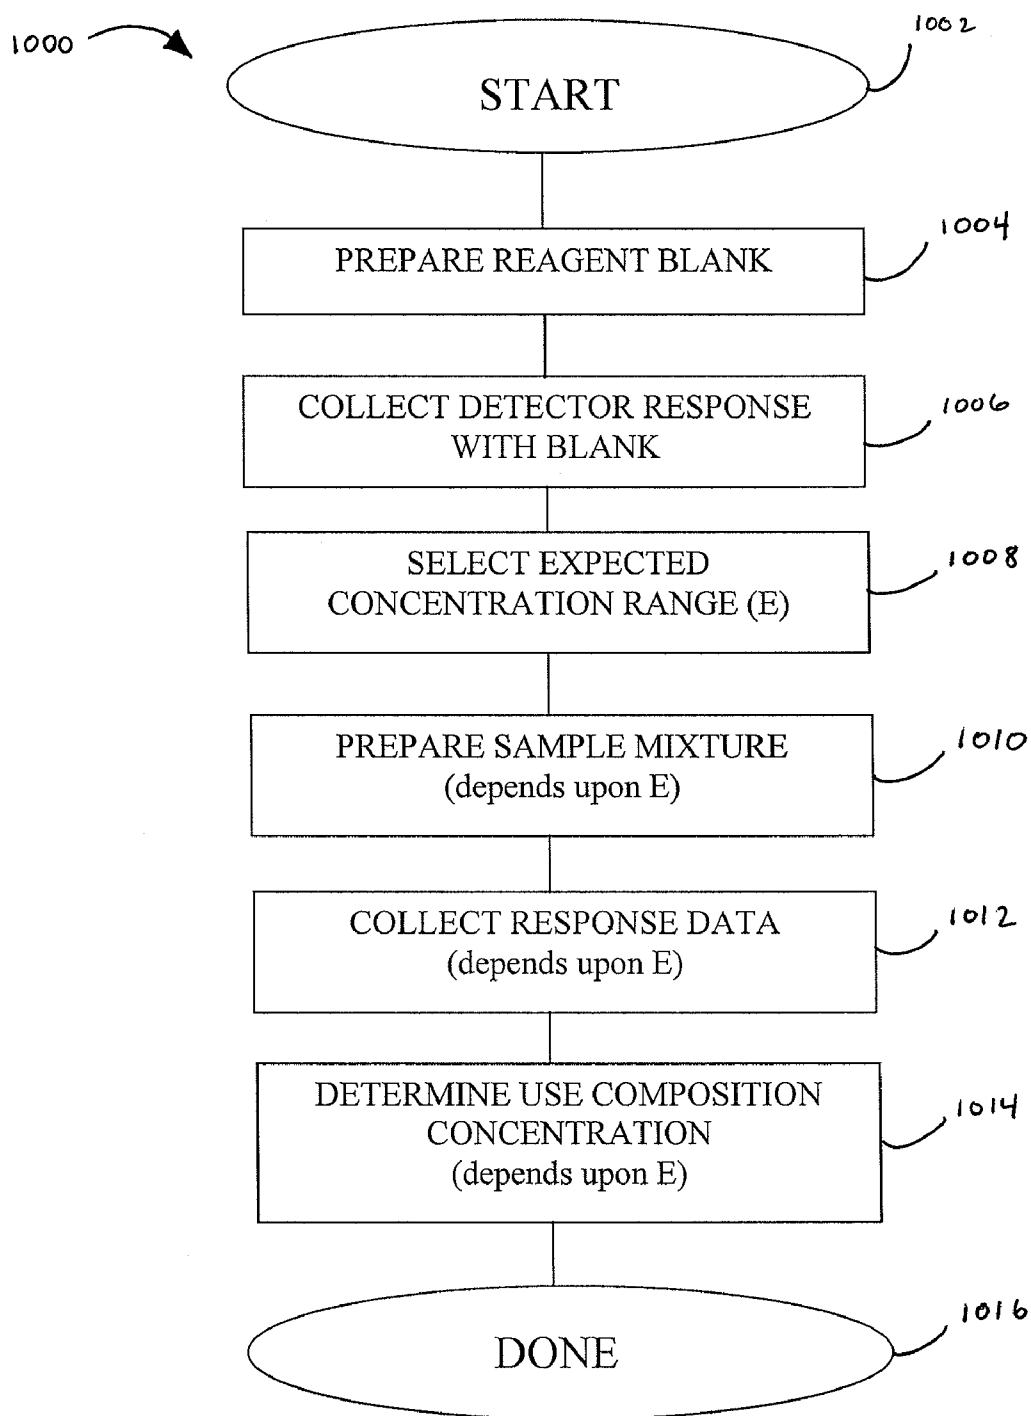 1000
1002
START
1004
PREPARE REAGENT BLANK
1006
COLLECT DETECTOR RESPONSE
WITH BLANK
1008
SELECT EXPECTED
CONCENTRATION RANGE (E)
1010
PREPARE SAMPLE MIXTURE
(depends upon E)
1012
COLLECT RESPONSE DATA
(depends upon E)
1014
DETERMINE USE COMPOSITION
CONCENTRATION
(depends upon E)
1016
DONE